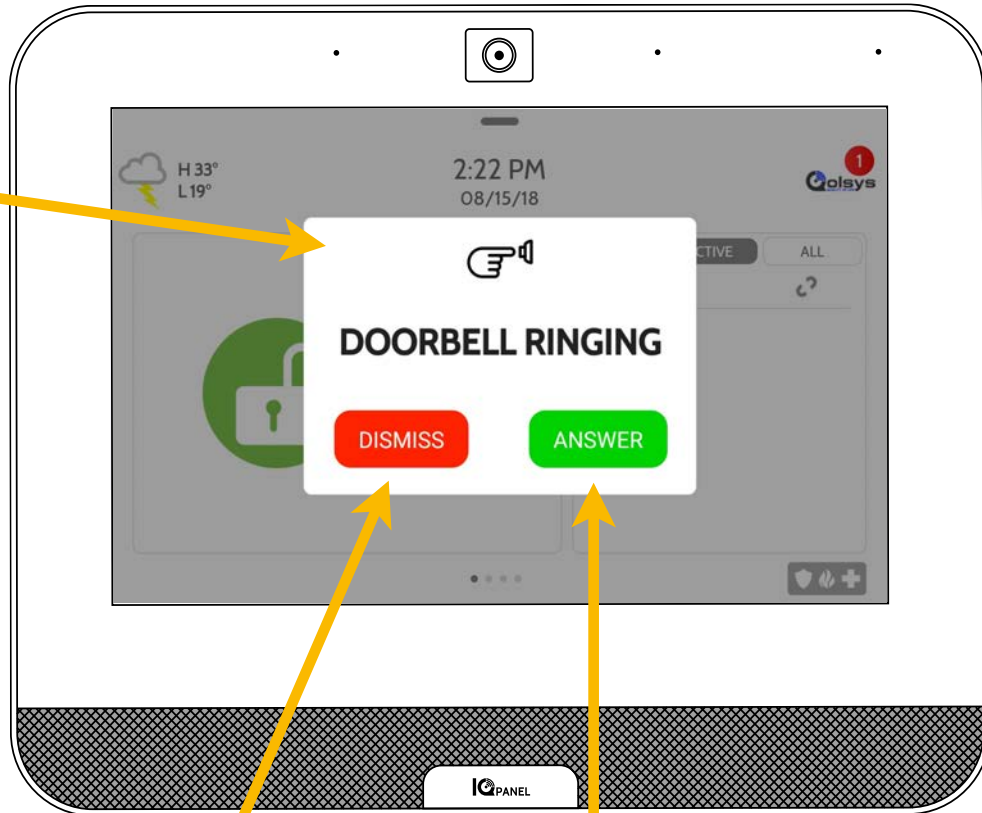 H 33°
L 19°
2:22 PM
08/15/18
1
Qolsys
CTIVE
ALL
DOORBELL RINGING
DISMISS
ANSWER
IQ PANEL